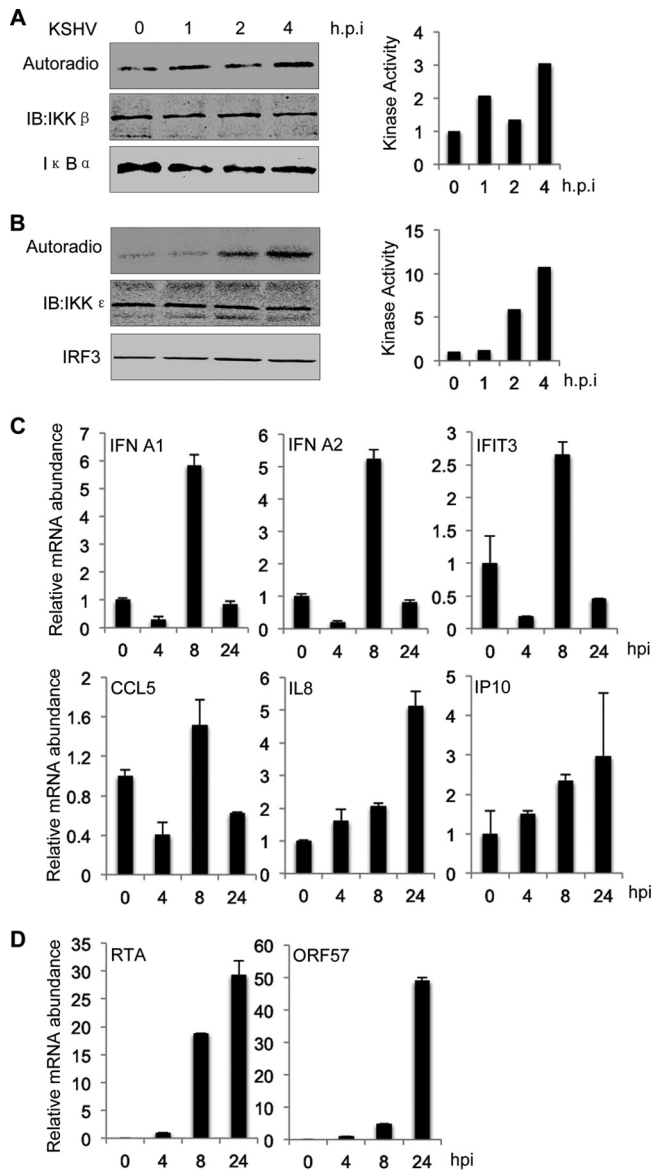 A
KSHV 0 1 2 4 h.p.i
Autoradio
IB:IKK β
I κ B α
Kinase Activity
4
3
2
1
0
0 1 2 4 h.p.i
B
Autoradio
IB:IKK ε
IRF3
Kinase Activity
15
10
5
0
0 1 2 4 h.p.i
C
Relative mRNA abundance
IFN A1
7
6
5
4
3
2
1
0
0 4 8 24
IFN A2
6
5
4
3
2
1
0
0 4 8 24
IFIT3
3
2.5
2
1.5
1
0.5
0
0 4 8 24 hpi
Relative mRNA abundance
CCL5
2
1.6
1.2
0.8
0.4
0
0 4 8 24
IL8
6
5
4
3
2
1
0
0 4 8 24
IP10
5
4
3
2
1
0
0 4 8 24 hpi
D
Relative mRNA abundance
RTA
35
30
25
20
15
10
5
0
0 4 8 24
ORF57
60
50
40
30
20
10
0
0 4 8 24 hpi